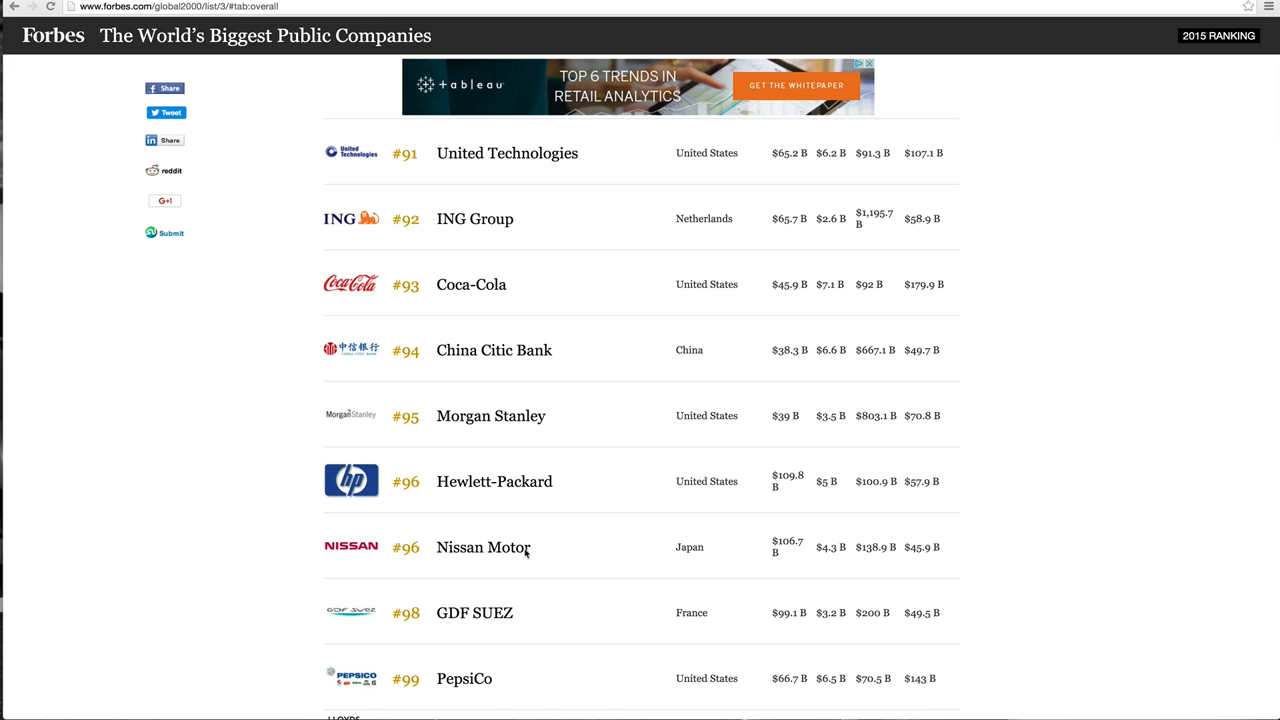 www.forbes.com/global2000/list/3/#tab:overall
Forbes The World's Biggest Public Companies 2015 RANKING
+ a b | e a u
TOP 6 TRENDS IN
RETAIL ANALYTICS
GET THE WHITEPAPER
f Share
Tweet
in Share
reddit
G+1
Submit
United Technologies #91 United Technologies United States $65.2 B $6.2 B $91.3 B $107.1 B
ING #92 ING Group Netherlands $65.7 B $2.6 B $1,195.7 B $58.9 B
Coca-Cola #93 Coca-Cola United States $45.9 B $7.1 B $92 B $179.9 B
中信银行 CHINA CITIC BANK #94 China Citic Bank China $38.3 B $6.6 B $667.1 B $49.7 B
Morgan Stanley #95 Morgan Stanley United States $39 B $3.5 B $803.1 B $70.8 B
hp #96 Hewlett-Packard United States $109.8 B $5 B $100.9 B $57.9 B
NISSAN #96 Nissan Motor Japan $106.7 B $4.3 B $138.9 B $45.9 B
GDF SUEZ #98 GDF SUEZ France $99.1 B $3.2 B $200 B $49.5 B
PEPSICO #99 PepsiCo United States $66.7 B $6.5 B $70.5 B $143 B
LLOYDS